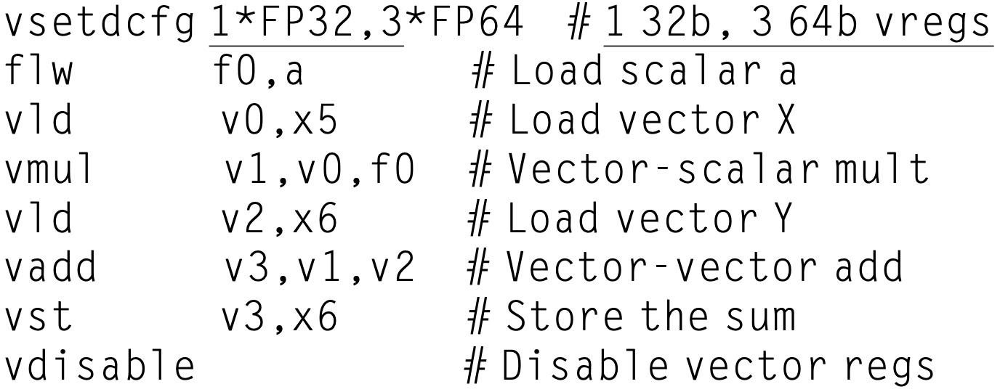 vsetdcfg 1*FP32,3*FP64 # 1 32b, 3 64b vregs
flw f0,a # Load scalar a
vld v0,x5 # Load vector X
vmul v1,v0,f0 # Vector-scalar mult
vld v2,x6 # Load vector Y
vadd v3,v1,v2 # Vector-vector add
vst v3,x6 # Store the sum
vdisable # Disable vector regs